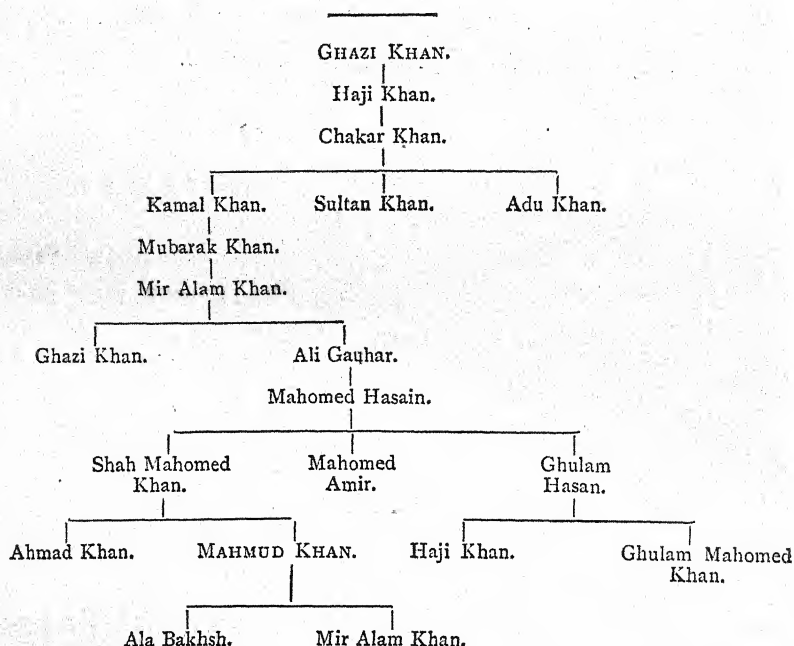 GHAZI KHAN.
Haji Khan.
Chakar Khan.
Kamal Khan. Sultan Khan. Adu Khan.
Mubarak Khan.
Mir Alam Khan.
Ghazi Khan. Ali Gauhar.
Mahomed Hasain.
Shah Mahomed Khan. Mahomed Amir. Ghulam Hasan.
Ahmad Khan. MAHMUD KHAN. Haji Khan. Ghulam Mahomed Khan.
Ala Bakhsh. Mir Alam Khan.